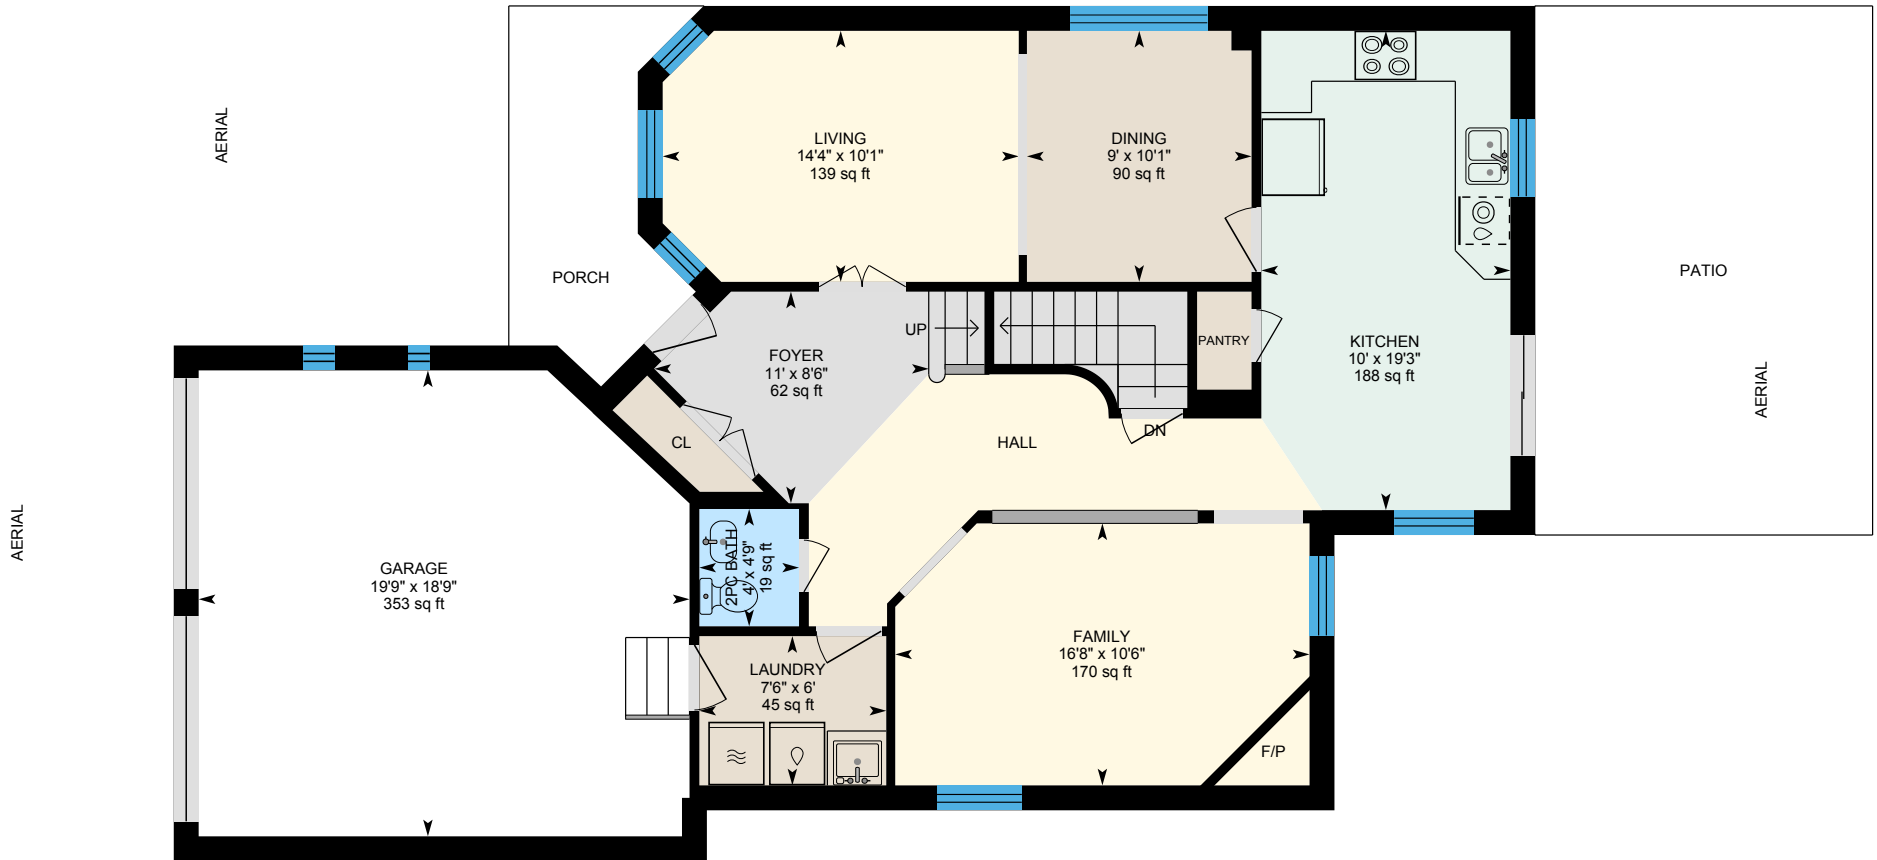 AERIAL
LIVING
14'4" x 10'1"
139 sq ft
DINING
9' x 10'1"
90 sq ft
PORCH
PATIO
UP
PANTRY
KITCHEN
10' x 19'3"
188 sq ft
FOYER
11' x 8'6"
62 sq ft
AERIAL
CL
HALL
DN
AERIAL
GARAGE
19'9" x 18'9"
353 sq ft
2PC BATH
4' x 4'9"
19 sq ft
FAMILY
16'8" x 10'6"
170 sq ft
LAUNDRY
7'6" x 6'
45 sq ft
F/P